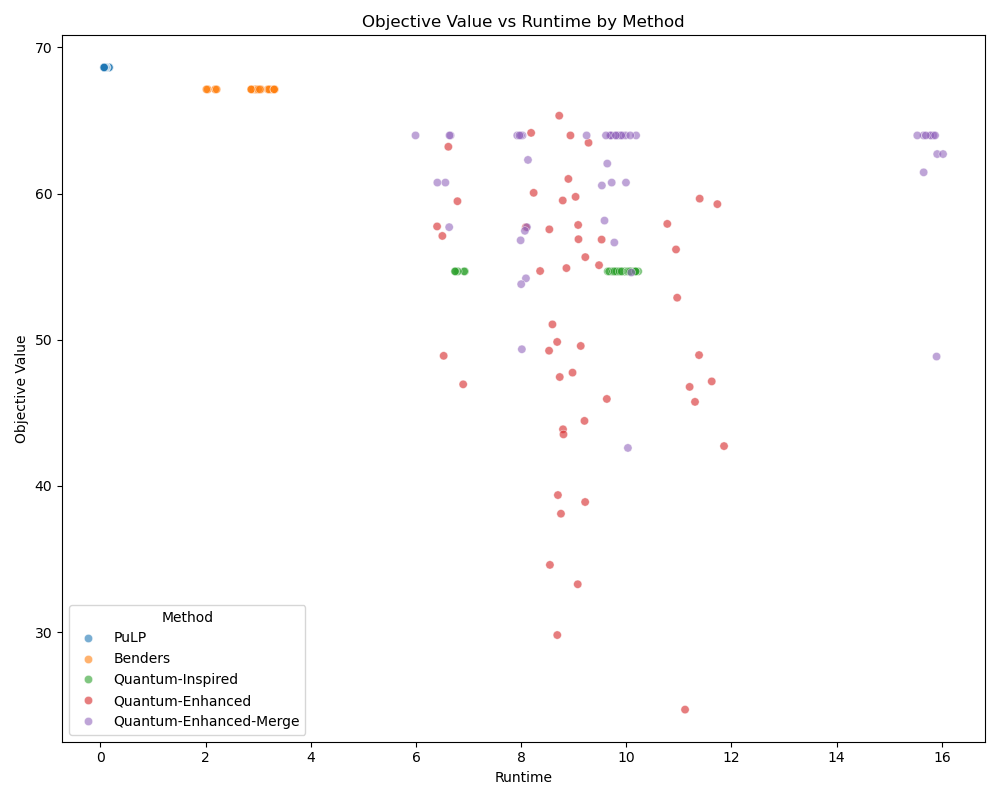 Objective Value vs Runtime by Method
70
60
50
40
30
Objective Value
0 2 4 6 8 10 12 14 16
Runtime
Method
PuLP
Benders
Quantum-Inspired
Quantum-Enhanced
Quantum-Enhanced-Merge